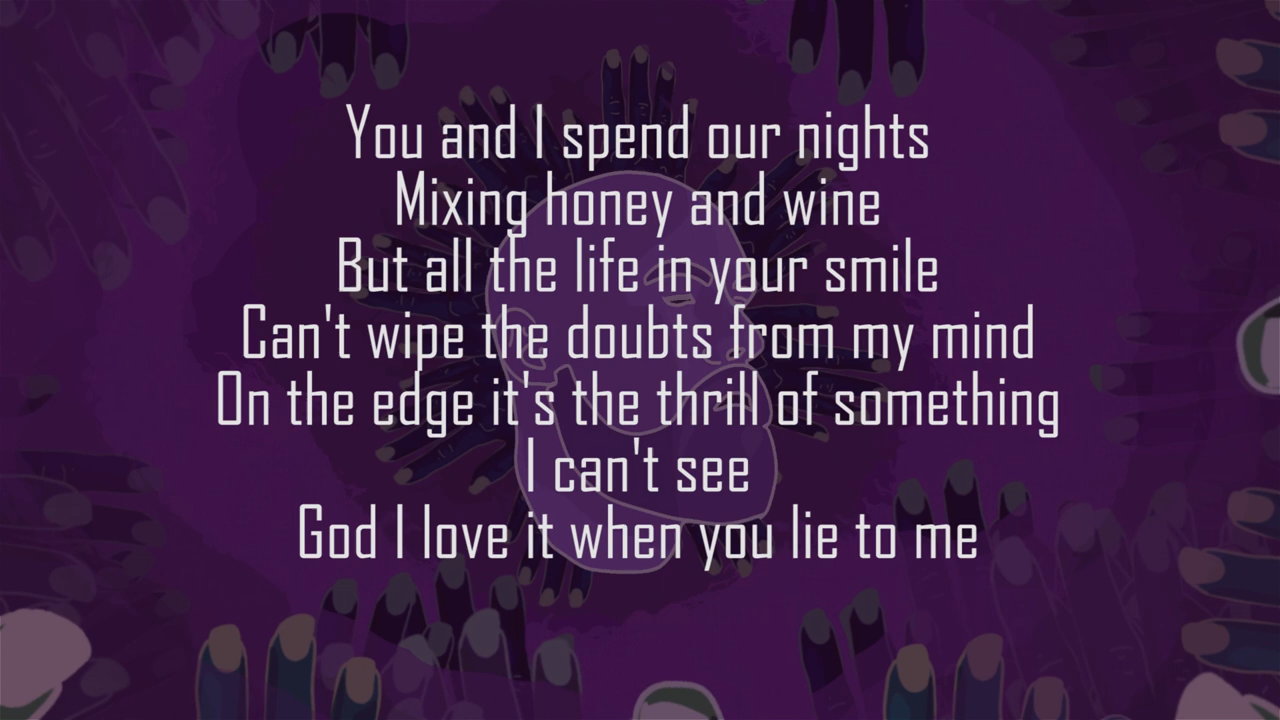 You and I spend our nights
Mixing honey and wine
But all the life in your smile
Can't wipe the doubts from my mind
On the edge it's the thrill of something
I can't see
God I love it when you lie to me